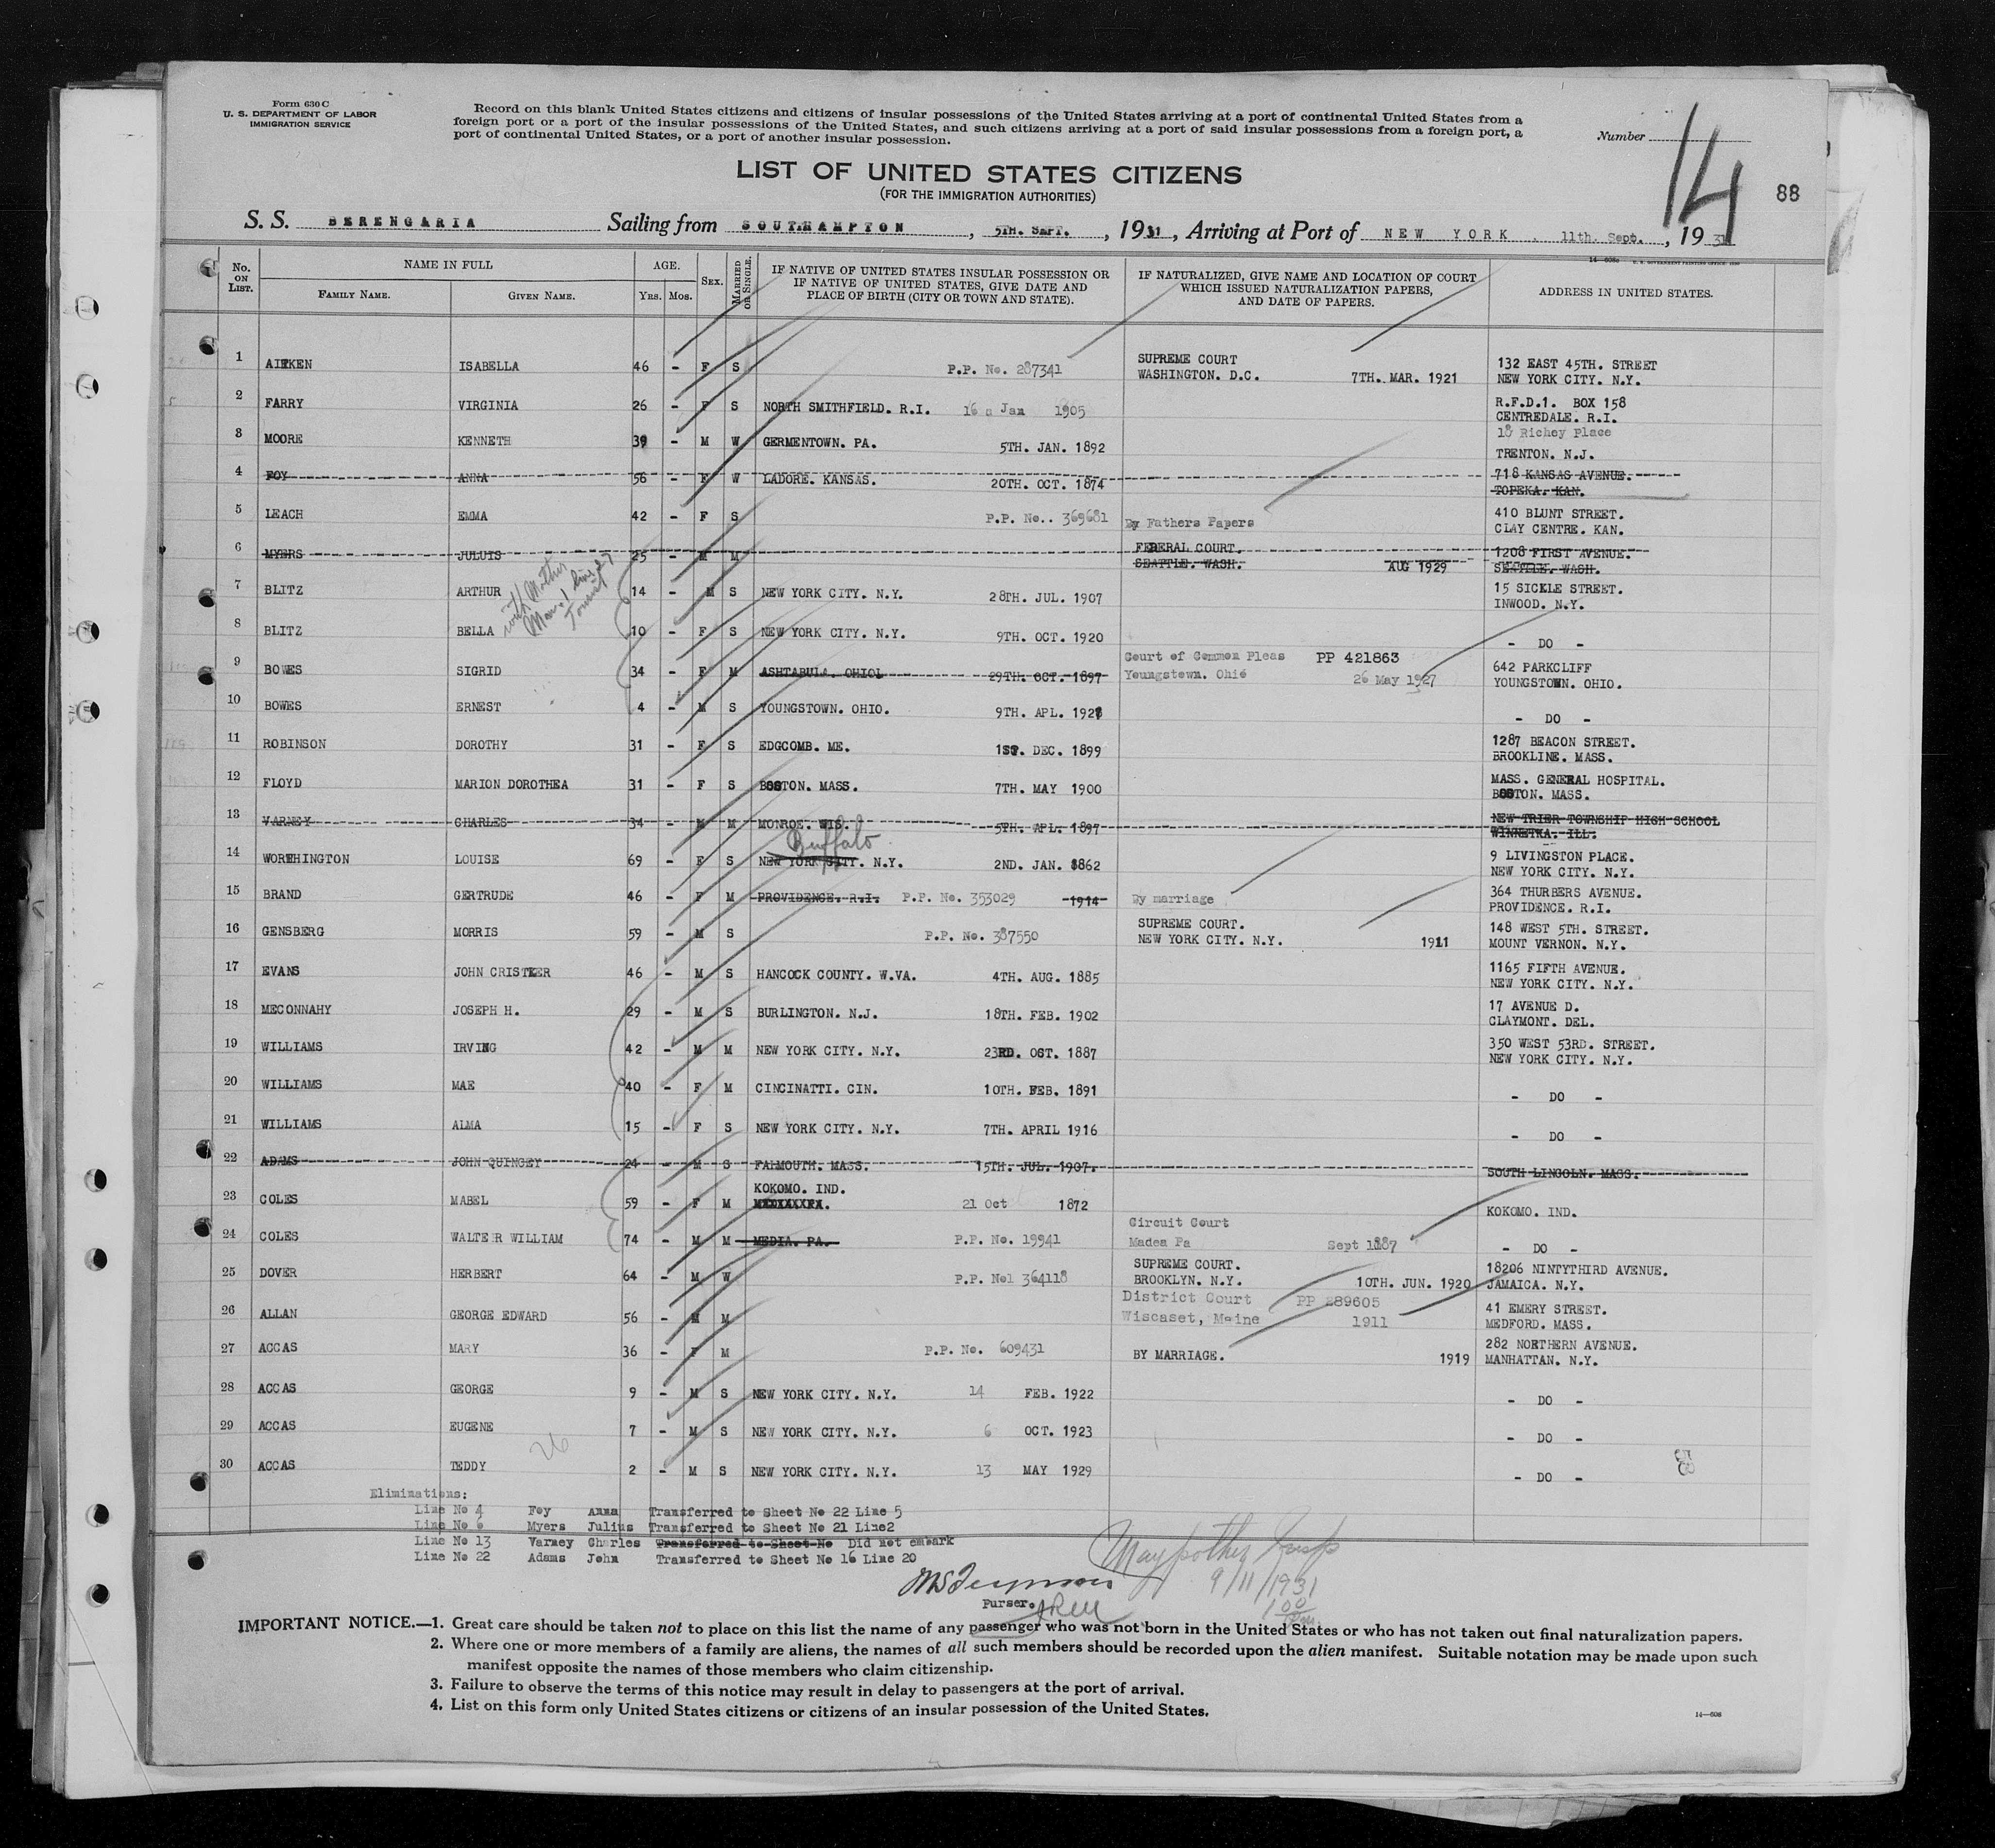 Form 630 C
U. S. DEPARTMENT OF LABOR
IMMIGRATION SERVICE
Record on this blank United States citizens and citizens of insular possessions of the United States arriving at a port of continental United States from a
foreign port or a port of the insular possessions of the United States, and such citizens arriving at a port of said insular possessions from a foreign port, a
port of continental United States, or a port of another insular possession.
Number 14
88
LIST OF UNITED STATES CITIZENS
(FOR THE IMMIGRATION AUTHORITIES)
S. S. BERENGARIA Sailing from SOUTHAMPTON, 5TH. SEPT., 1931, Arriving at Port of NEW YORK. 11th. Sept., 1931
No. ON LIST. NAME IN FULL FAMILY NAME. GIVEN NAME. AGE. YRS. MOS. SEX. MARRIED OR SINGLE. IF NATIVE OF UNITED STATES INSULAR POSSESSION OR IF NATIVE OF UNITED STATES, GIVE DATE AND PLACE OF BIRTH (CITY OR TOWN AND STATE). IF NATURALIZED, GIVE NAME AND LOCATION OF COURT WHICH ISSUED NATURALIZATION PAPERS, AND DATE OF PAPERS. ADDRESS IN UNITED STATES.
1 AITKEN ISABELLA 46 - F S P.P. No. 287341 SUPREME COURT WASHINGTON. D.C. 7TH. MAR. 1921 132 EAST 45TH. STREET NEW YORK CITY. N.Y.
2 FARRY VIRGINIA 26 - F S NORTH SMITHFIELD. R.I. 16 Jan 1905 R.F.D.1. BOX 158 CENTREDALE. R.I.
3 MOORE KENNETH 39 - M W GERMENTOWN. PA. 5TH. JAN. 1892 18 Richey Place TRENTON. N.J.
4 FOY ANNA 56 - F W LADORE. KANSAS. 20TH. OCT. 1874 718 KANSAS AVENUE. TOPEKA. KAN.
5 LEACH EMMA 42 - F S P.P. No.. 369681 By Fathers Papers 410 BLUNT STREET. CLAY CENTRE. KAN.
6 MYERS JULUIS 25 - M M FEDERAL COURT. SEATTLE. WASH. AUG 1929 1208 FIRST AVENUE. SEATTLE. WASH.
with Mother
7 BLITZ ARTHUR 14 - M S NEW YORK CITY. N.Y. 28TH. JUL. 1907 15 SICKLE STREET. INWOOD. N.Y.
Tourist
8 BLITZ BELLA 10 - F S NEW YORK CITY. N.Y. 9TH. OCT. 1920 - DO -
9 BOWES SIGRID 34 - F M ASHTABULA. OHIOL 29TH. OCT. 1897 Court of Common Pleas PP 421863 Youngstown. Ohio 26 May 1927 642 PARKCLIFF YOUNGSTOWN. OHIO.
10 BOWES ERNEST 4 - M S YOUNGSTOWN. OHIO. 9TH. APL. 1927 - DO -
11 ROBINSON DOROTHY 31 - F S EDGCOMB. ME. 1ST. DEC. 1899 1287 BEACON STREET. BROOKLINE. MASS.
12 FLOYD MARION DOROTHEA 31 - F S BOSTON. MASS. 7TH. MAY 1900 MASS. GENERAL HOSPITAL. BOSTON. MASS.
13 VARNEY CHARLES 34 - M M MONROE. WIS. 5TH. APL. 1897 NEW TRIER TOWNSHIP HIGH SCHOOL WINNETKA. ILL.
Buffalo
14 WORTHINGTON LOUISE 69 - F S NEW YORK CITY. N.Y. 2ND. JAN. 1862 9 LIVINGSTON PLACE. NEW YORK CITY. N.Y.
15 BRAND GERTRUDE 46 - F M PROVIDENCE. R.I. P.P. No. 353029 1914 By marriage 364 THURBERS AVENUE. PROVIDENCE. R.I.
16 GENSBERG MORRIS 59 - M S P.P. No. 387550 SUPREME COURT. NEW YORK CITY. N.Y. 1911 148 WEST 5TH. STREET. MOUNT VERNON. N.Y.
17 EVANS JOHN 46 - M S HANCOCK COUNTY. W.VA. 4TH. AUG. 1885 1165 FIFTH AVENUE. NEW YORK CITY. N.Y.
18 MECONNAHY JOSEPH H. 29 - M S BURLINGTON. N.J. 18TH. FEB. 1902 17 AVENUE D. CLAYMONT. DEL.
19 WILLIAMS IRVING 42 - M M NEW YORK CITY. N.Y. 23RD. OCT. 1887 350 WEST 53RD. STREET. NEW YORK CITY. N.Y.
20 WILLIAMS MAE 40 - F M CINCINATTI. CIN. 10TH. FEB. 1891 - DO -
21 WILLIAMS ALMA 15 - F S NEW YORK CITY. N.Y. 7TH. APRIL 1916 - DO -
22 ADAMS JOHN QUINCEY 24 - M S FALMOUTH. MASS. 15TH. JUL. 1907. SOUTH LINCOLN. MASS.
23 COLES MABEL 59 - F M KOKOMO. IND. 21 Oct 1872 KOKOMO. IND.
24 COLES WALTER WILLIAM 74 - M M MEDIA. PA. P.P. No. 19941 Circuit Court Madea Pa Sept 1887 - DO -
25 DOVER HERBERT 64 - M W P.P. Nol 364118 SUPREME COURT. BROOKLYN. N.Y. 10TH. JUN. 1920 18206 NINTYTHIRD AVENUE. JAMAICA. N.Y.
26 ALLAN GEORGE EDWARD 56 - M M District Court PP 289605 Wiscaset, Maine 1911 41 EMERY STREET. MEDFORD. MASS.
27 ACCAS MARY 36 - F M P.P. No. 609431 BY MARRIAGE. 1919 282 NORTHERN AVENUE. MANHATTAN. N.Y.
28 ACCAS GEORGE 9 - M S NEW YORK CITY. N.Y. 14 FEB. 1922 - DO -
29 ACCAS EUGENE 7 - M S NEW YORK CITY. N.Y. 6 OCT. 1923 - DO -
26
30 ACCAS TEDDY 2 - M S NEW YORK CITY. N.Y. 13 MAY 1929 - DO -
Eliminations:
Line No 4 Foy Anna Transferred to Sheet No 22 Line 5
Line No 6 Myers Julius Transferred to Sheet No 21 Line2
Line No 13 Varney Charles Transferred to Sheet No Did not embark
Line No 22 Adams John Transferred to Sheet No 16 Line 20
9/11/1931
Purser.
IMPORTANT NOTICE.—1. Great care should be taken not to place on this list the name of any passenger who was not born in the United States or who has not taken out final naturalization papers.
2. Where one or more members of a family are aliens, the names of all such members should be recorded upon the alien manifest. Suitable notation may be made upon such
manifest opposite the names of those members who claim citizenship.
3. Failure to observe the terms of this notice may result in delay to passengers at the port of arrival.
4. List on this form only United States citizens or citizens of an insular possession of the United States.
14—608